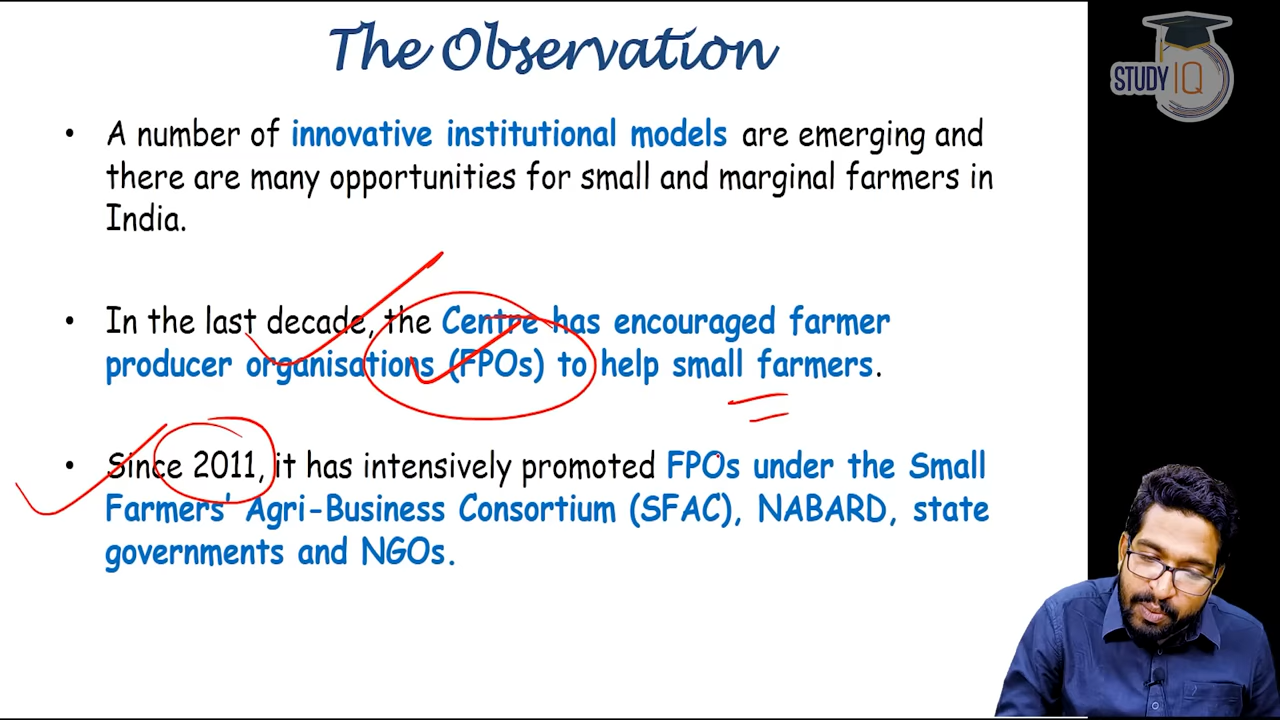 The Observation
STUDY IQ
• A number of innovative institutional models are emerging and
there are many opportunities for small and marginal farmers in
India.
• In the last decade, the Centre has encouraged farmer
producer organisations (FPOs) to help small farmers.
• Since 2011, it has intensively promoted FPOs under the Small
Farmers' Agri-Business Consortium (SFAC), NABARD, state
governments and NGOs.